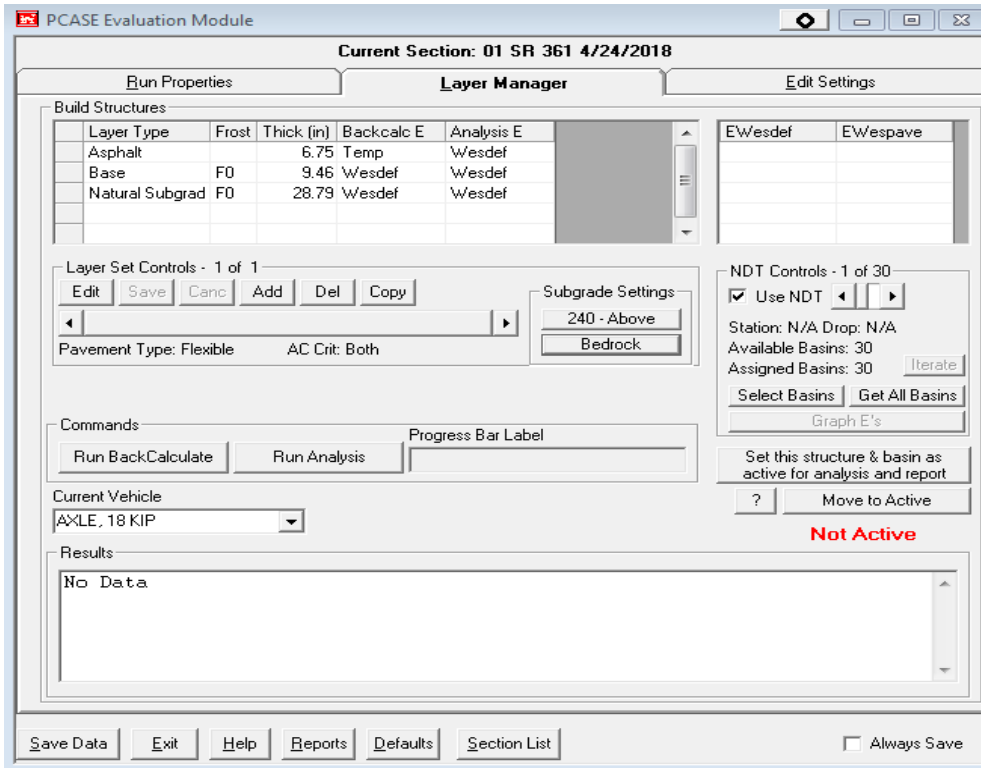 PCASE Evaluation Module
Current Section: 01 SR 361 4/24/2018
Run Properties
Layer Manager
Edit Settings
Build Structures
Layer Type Frost Thick (in) Backcalc E Analysis E
Asphalt 6.75 Temp Wesdef
Base F0 9.46 Wesdef Wesdef
Natural Subgrad F0 28.79 Wesdef Wesdef
EWesdef EWespave
Layer Set Controls - 1 of 1
Edit Save Canc Add Del Copy
Pavement Type: Flexible AC Crit: Both
Subgrade Settings
240 - Above
Bedrock
NDT Controls - 1 of 30
Use NDT
Station: N/A Drop: N/A
Available Basins: 30
Assigned Basins: 30 Iterate
Select Basins Get All Basins
Graph E's
Commands
Run BackCalculate Run Analysis
Progress Bar Label
Set this structure & basin as
active for analysis and report
? Move to Active
Not Active
Current Vehicle
AXLE, 18 KIP
Results
No Data
Save Data Exit Help Reports Defaults Section List Always Save